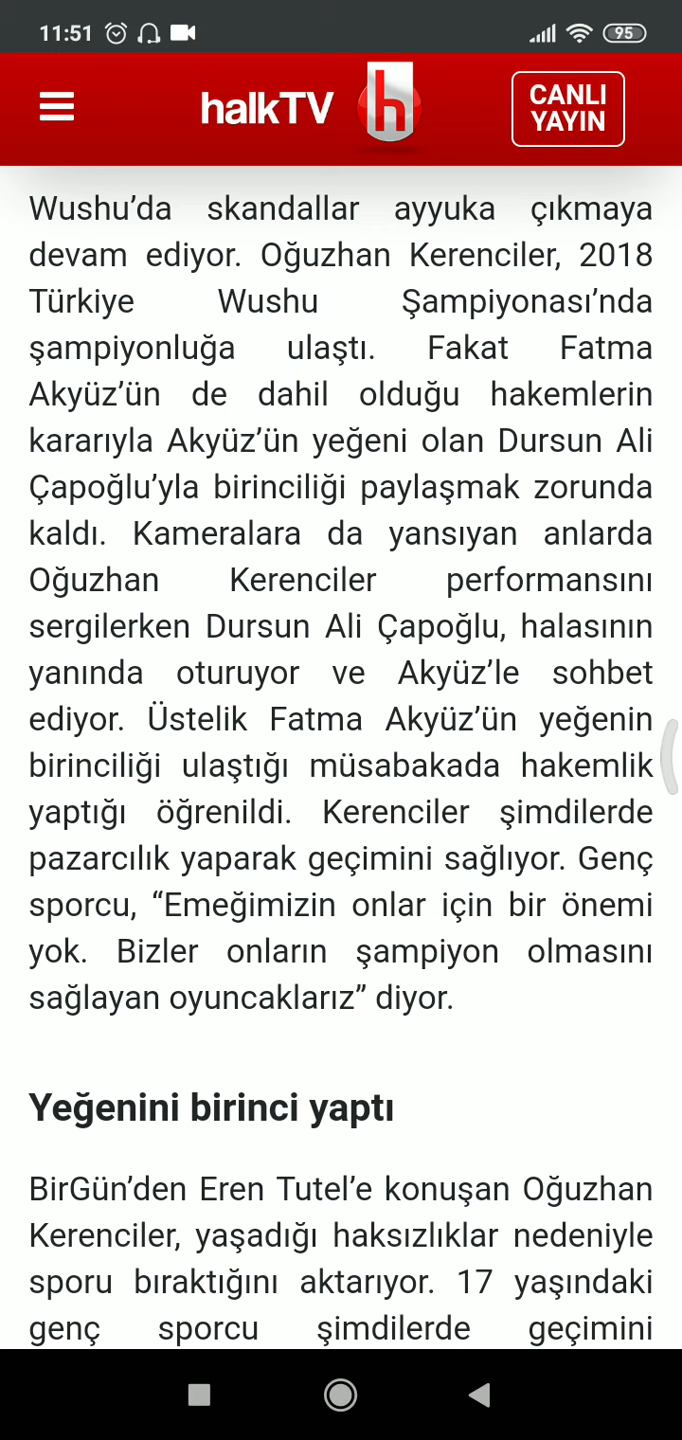 11:51
95
halkTV
h
CANLI
YAYIN
Wushu’da skandallar ayyuka çıkmaya
devam ediyor. Oğuzhan Kerenciler, 2018
Türkiye Wushu Şampiyonası’nda
şampiyonluğa ulaştı. Fakat Fatma
Akyüz’ün de dahil olduğu hakemlerin
kararıyla Akyüz’ün yeğeni olan Dursun Ali
Çapoğlu’yla birinciliği paylaşmak zorunda
kaldı. Kameralara da yansıyan anlarda
Oğuzhan Kerenciler performansını
sergilerken Dursun Ali Çapoğlu, halasının
yanında oturuyor ve Akyüz’le sohbet
ediyor. Üstelik Fatma Akyüz’ün yeğenin
birinciliği ulaştığı müsabakada hakemlik
yaptığı öğrenildi. Kerenciler şimdilerde
pazarcılık yaparak geçimini sağlıyor. Genç
sporcu, “Emeğimizin onlar için bir önemi
yok. Bizler onların şampiyon olmasını
sağlayan oyuncaklarız” diyor.
Yeğenini birinci yaptı
BirGün’den Eren Tutel’e konuşan Oğuzhan
Kerenciler, yaşadığı haksızlıklar nedeniyle
sporu bıraktığını aktarıyor. 17 yaşındaki
genç sporcu şimdilerde geçimini